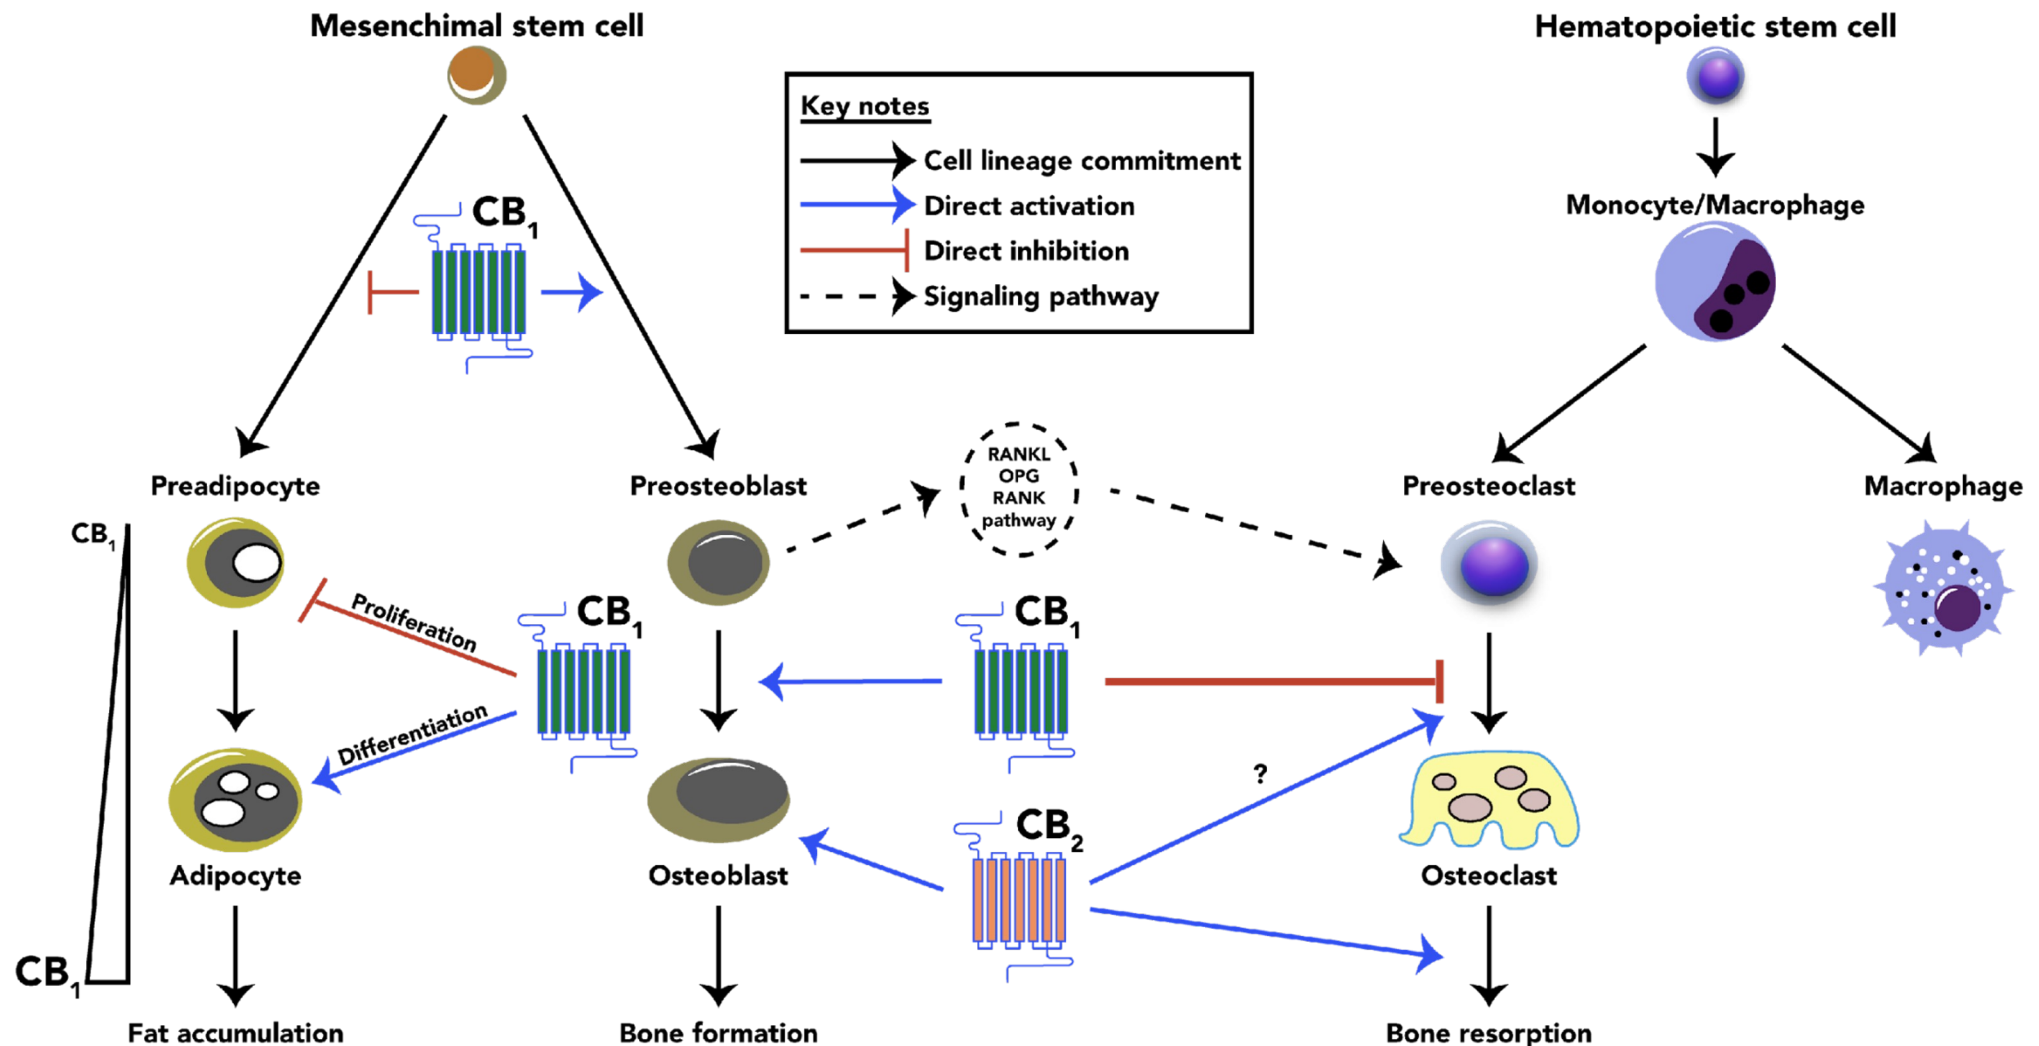 Mesenchimal stem cell
Hematopoietic stem cell
Key notes
Cell lineage commitment
Direct activation
Direct inhibition
Signaling pathway
Monocyte/Macrophage
CB1
Preadipocyte
Preosteoblast
RANKL
OPG
RANK
pathway
Preosteoclast
Macrophage
CB1
Proliferation
CB1
CB1
Differentiation
?
CB2
Adipocyte
Osteoblast
Osteoclast
CB1
Fat accumulation
Bone formation
Bone resorption